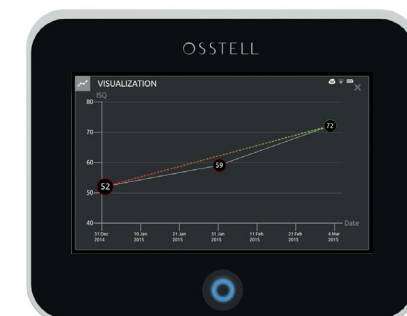 OSSTELL
VISUALIZATION
ISQ
80
70
60
50
40
52
59
72
Date
31 Dec 2014
10 Jan 2015
21 Jan 2015
31 Jan 2015
11 Feb 2015
21 Feb 2015
4 Mar 2015